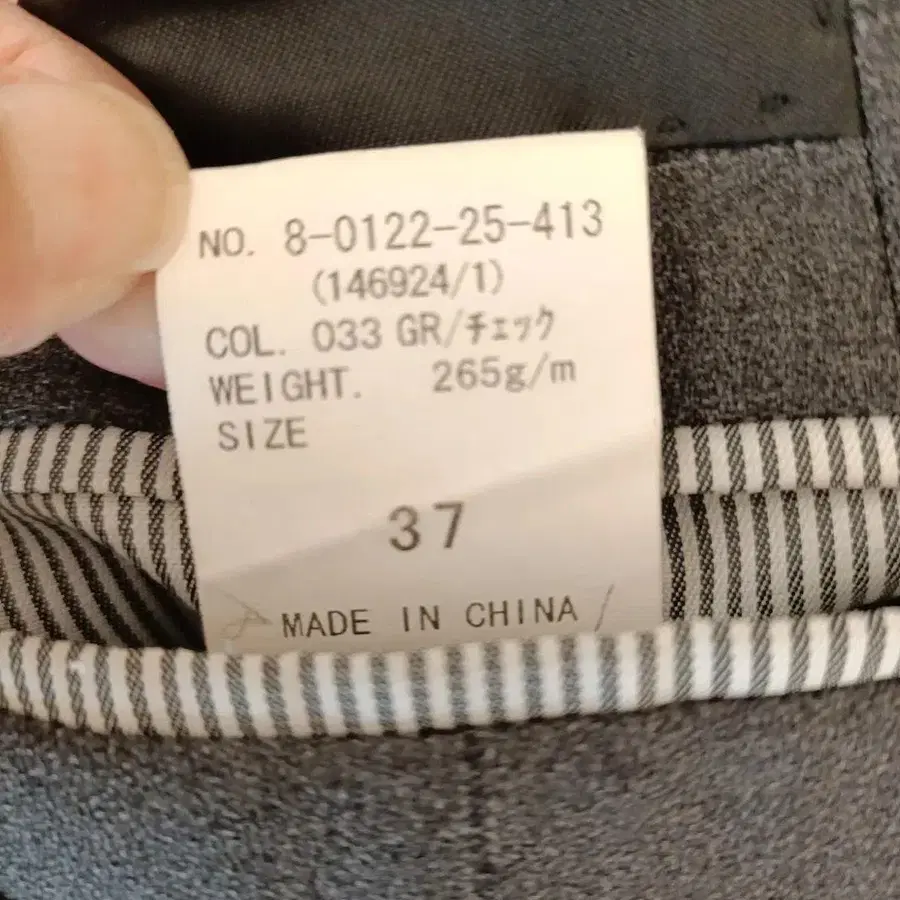 NO. 8-0122-25-413
(146924/1)
COL. 033 GR/チェック
WEIGHT. 265g/m
SIZE
37
MADE IN CHINA